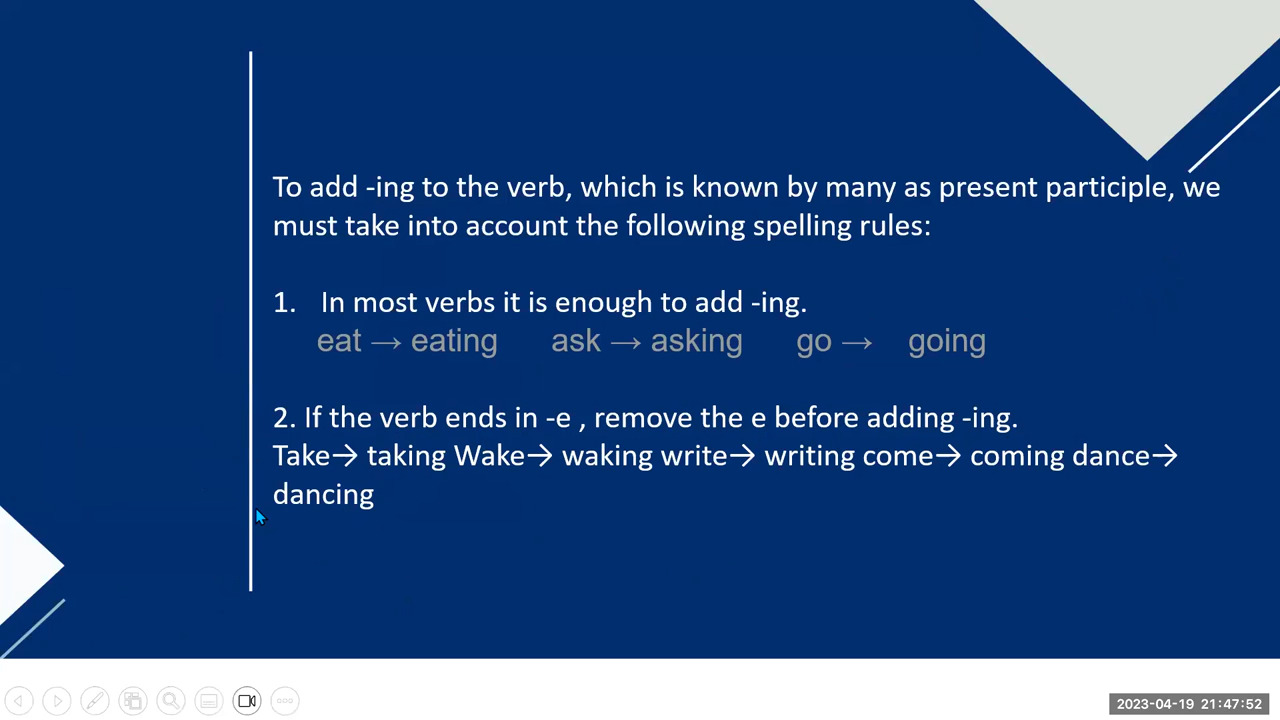 To add -ing to the verb, which is known by many as present participle, we
must take into account the following spelling rules:
1. In most verbs it is enough to add -ing.
eat → eating ask → asking go → going
2. If the verb ends in -e , remove the e before adding -ing.
Take→ taking Wake→ waking write→ writing come→ coming dance→
dancing
2023-04-19 21:47:52